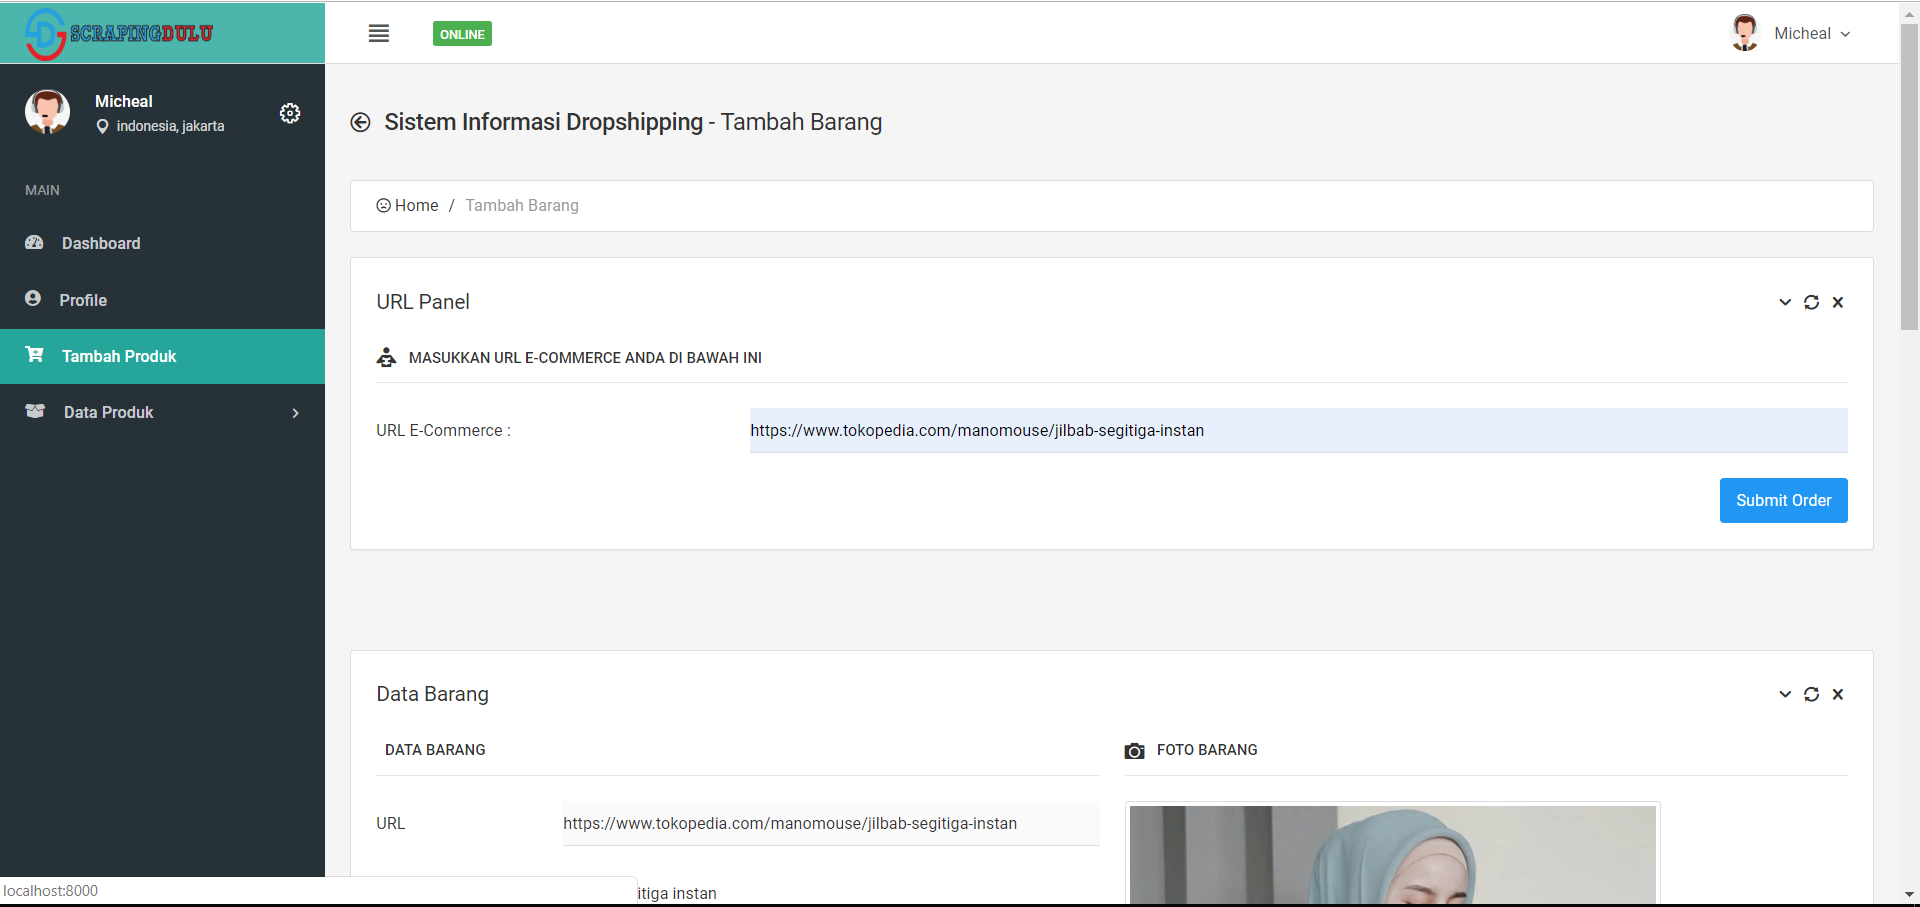 SCRAPINGDULU
ONLINE
Micheal
Micheal
indonesia, jakarta
MAIN
Dashboard
Profile
Tambah Produk
Data Produk
Sistem Informasi Dropshipping - Tambah Barang
Home / Tambah Barang
URL Panel
MASUKKAN URL E-COMMERCE ANDA DI BAWAH INI
URL E-Commerce : https://www.tokopedia.com/manomouse/jilbab-segitiga-instan
Submit Order
Data Barang
DATA BARANG
FOTO BARANG
URL https://www.tokopedia.com/manomouse/jilbab-segitiga-instan
itiga instan
localhost:8000